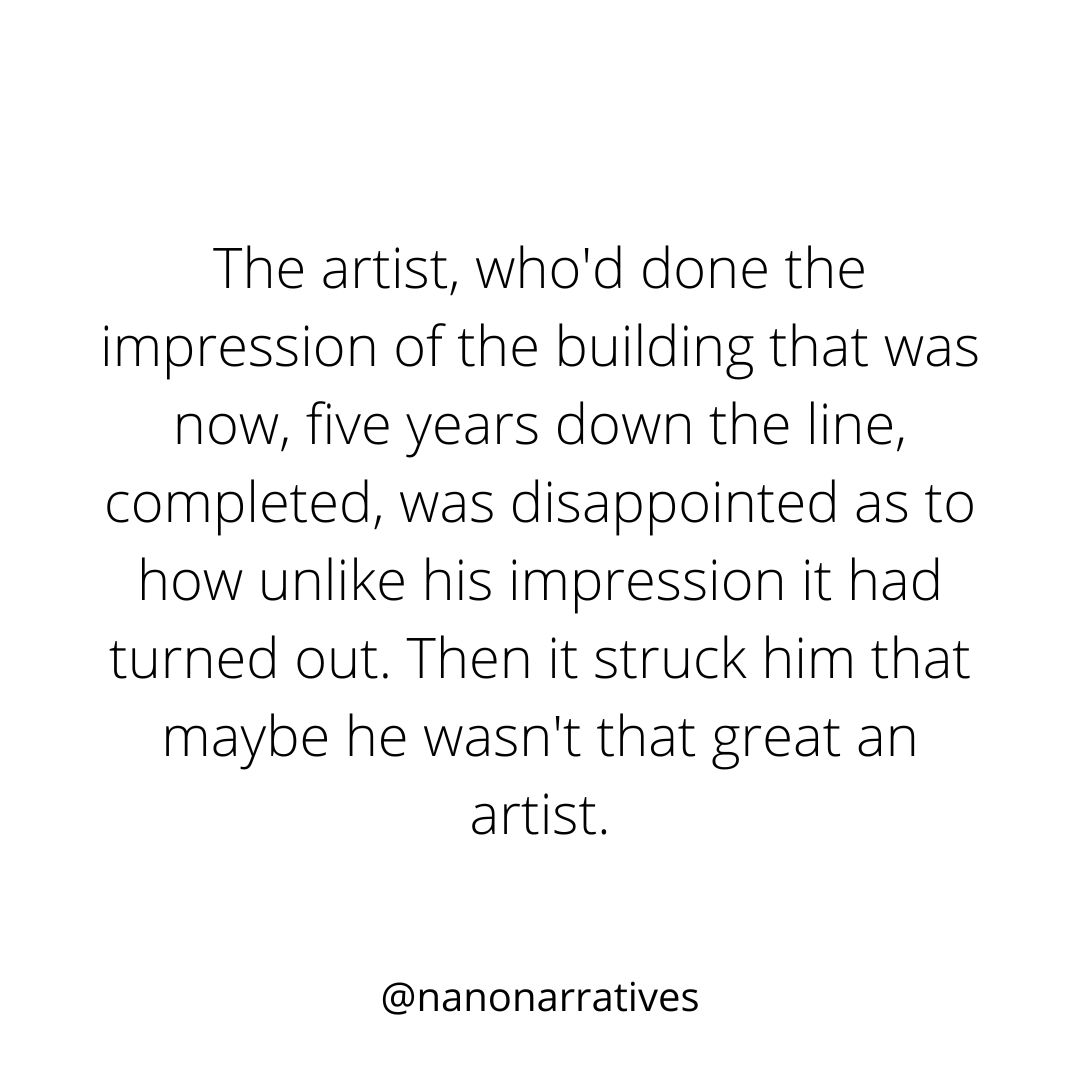 The artist, who'd done the
impression of the building that was
now, five years down the line,
completed, was disappointed as to
how unlike his impression it had
turned out. Then it struck him that
maybe he wasn't that great an
artist.
@nanonarratives